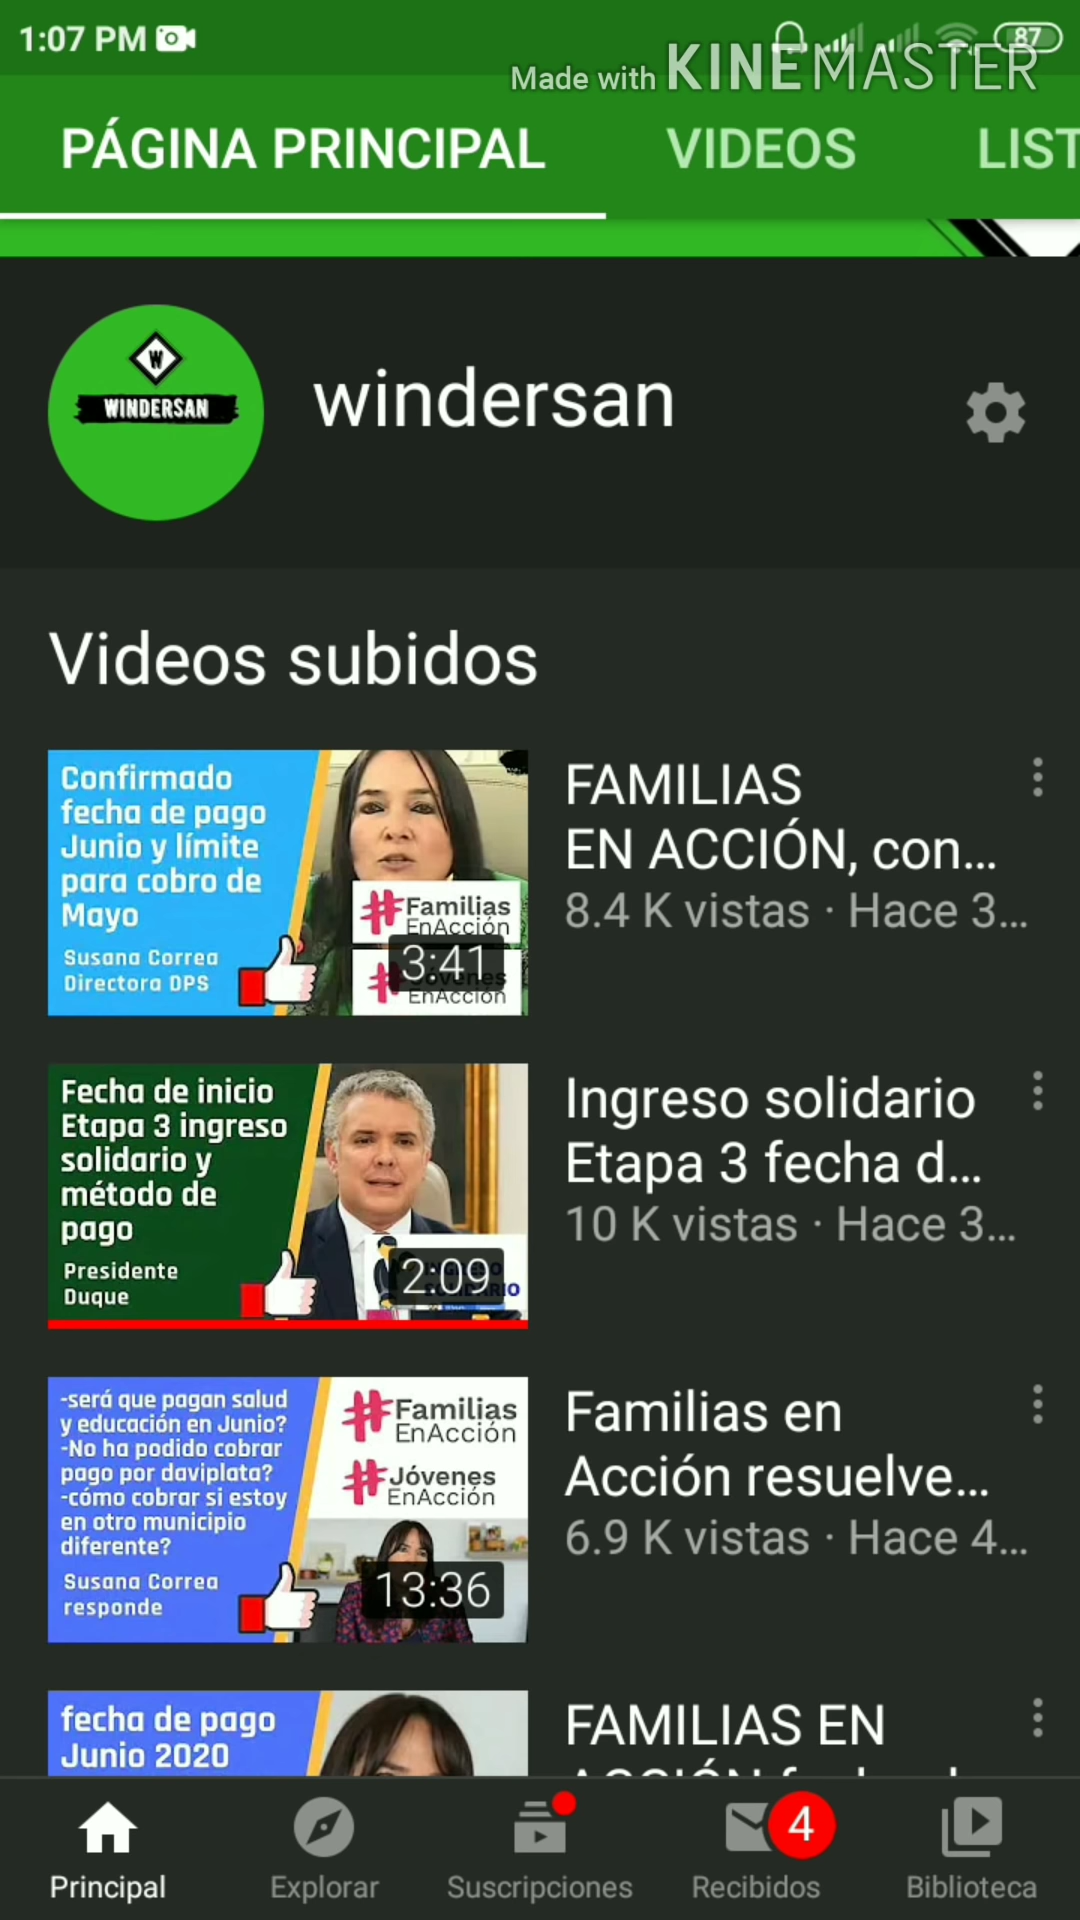 1:07 PM
87
Made with KINEMASTER
PÁGINA PRINCIPAL
VIDEOS
LIST
W
WINDERSAN
windersan
Videos subidos
Confirmado
fecha de pago
Junio y límite
para cobro de
Mayo
Susana Correa
Directora DPS
#Familias
EnAcción
Jóvenes
EnAcción
3:41
FAMILIAS
EN ACCIÓN, con...
8.4 K vistas · Hace 3...
Fecha de inicio
Etapa 3 ingreso
solidario y
método de
pago
Presidente
Duque
2:09
Ingreso solidario
Etapa 3 fecha d...
10 K vistas · Hace 3...
-será que pagan salud
y educación en Junio?
-No ha podido cobrar
pago por daviplata?
-cómo cobrar si estoy
en otro municipio
diferente?
Susana Correa
responde
#Familias
EnAcción
#Jóvenes
EnAcción
13:36
Familias en
Acción resuelve...
6.9 K vistas · Hace 4...
fecha de pago
Junio 2020
FAMILIAS EN
4
Principal
Explorar
Suscripciones
Recibidos
Biblioteca